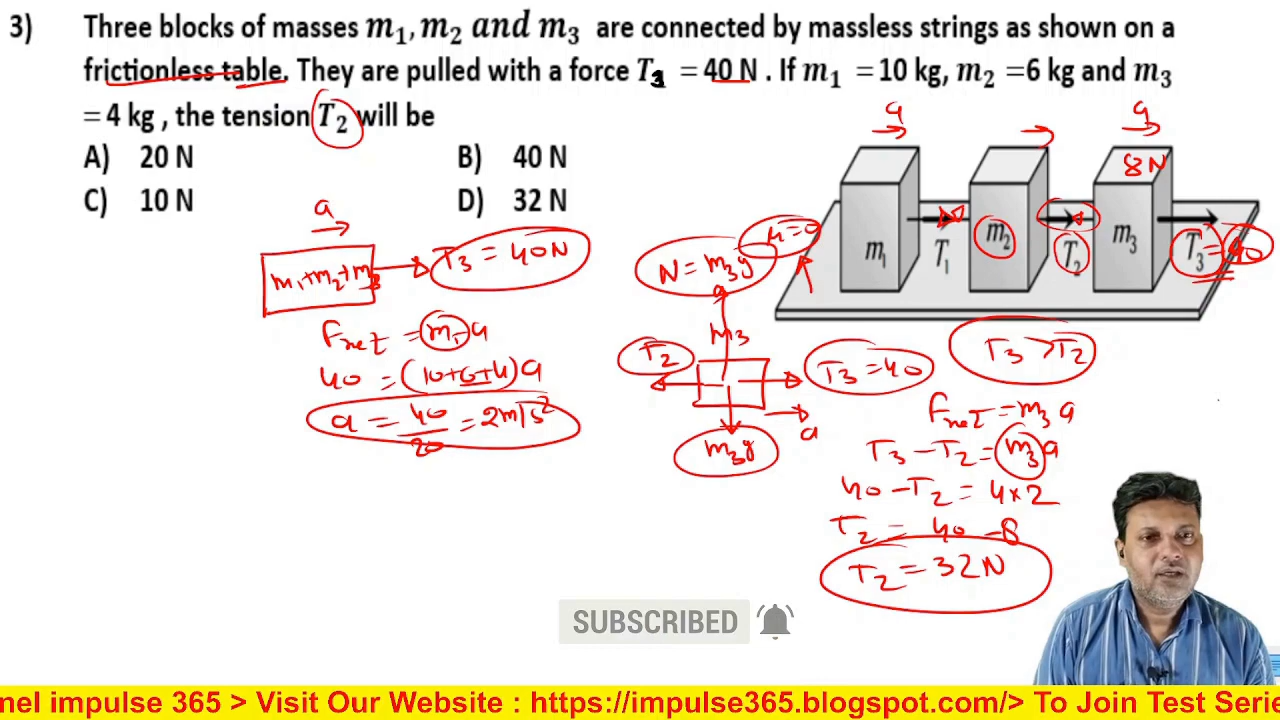 3) Three blocks of masses m₁, m₂ and m₃ are connected by massless strings as shown on a
frictionless table. They are pulled with a force T₃ = 40 N . If m₁ = 10 kg, m₂ =6 kg and m₃
= 4 kg , the tension T₂ will be
A) 20 N B) 40 N
C) 10 N D) 32 N
a
a
8 N
m₁ T₁ m₂ T₂ m₃ T₃ = 40
μ=0
a
m₁+m₂+m₃ T₃ = 40N
Fnet = m₁a
40 = (10+6+4)a
a = 40/20 = 2m/s²
N = m₃g
m₃
T₂ T₃ = 40
a
m₃g
T₃ > T₂
Fnet = m₃a
T₃ - T₂ = m₃a
40 - T₂ = 4×2
T₂ = 40 - 8
T₂ = 32N
SUBSCRIBED
nel impulse 365 > Visit Our Website : https://impulse365.blogspot.com/> To Join Test Serie